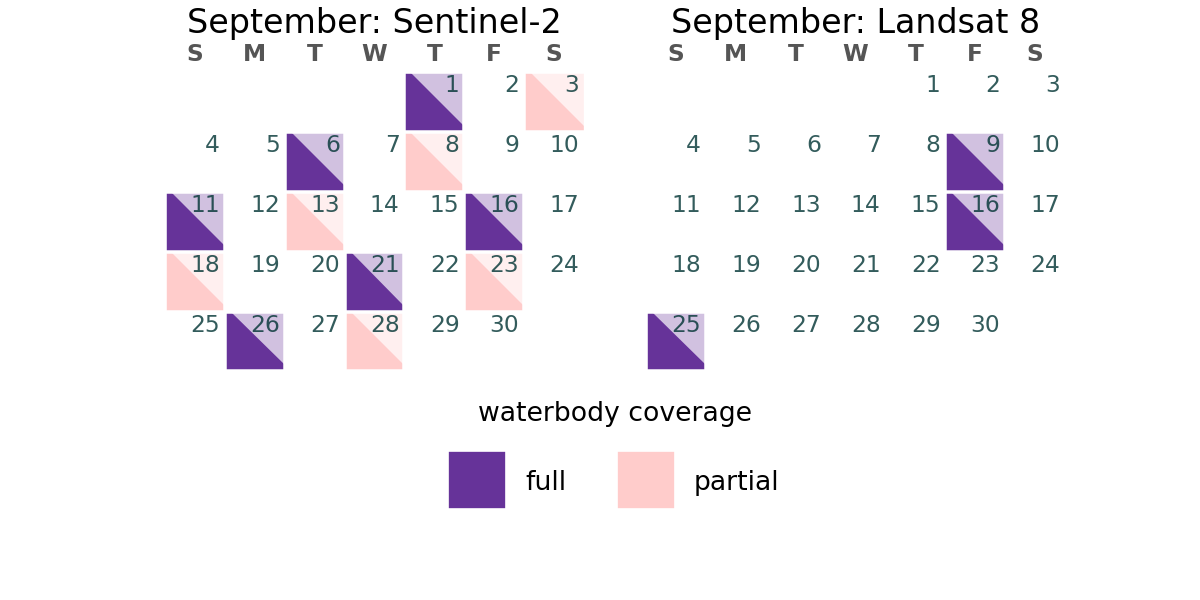 September: Sentinel-2
S M T W T F S
1 2 3
4 5 6 7 8 9 10
11 12 13 14 15 16 17
18 19 20 21 22 23 24
25 26 27 28 29 30
September: Landsat 8
S M T W T F S
1 2 3
4 5 6 7 8 9 10
11 12 13 14 15 16 17
18 19 20 21 22 23 24
25 26 27 28 29 30
waterbody coverage
full partial